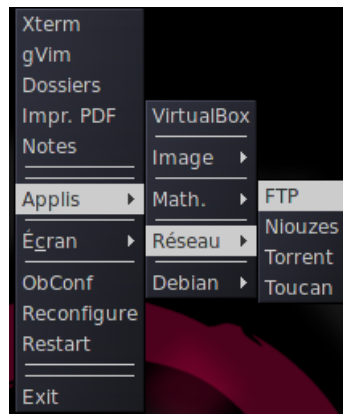 Xterm
gVim
Dossiers
Impr. PDF
Notes
Applis
Écran
ObConf
Reconfigure
Restart
Exit
VirtualBox
Image
Math.
Réseau
Debian
FTP
Niouzes
Torrent
Toucan